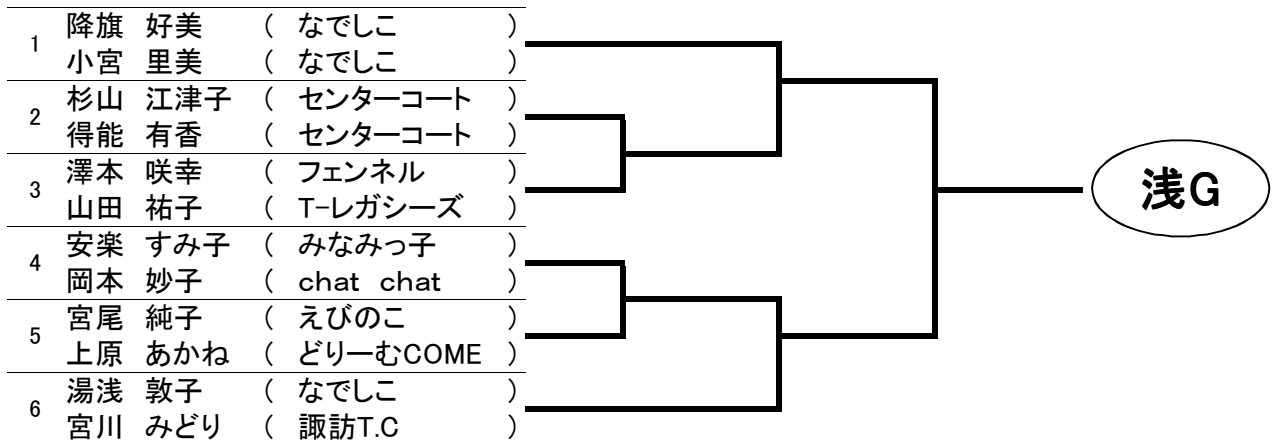 1
降旗 好美 ( なでしこ )
小宮 里美 ( なでしこ )
2
杉山 江津子 ( センターコート )
得能 有香 ( センターコート )
3
澤本 咲幸 ( フェンネル )
山田 祐子 ( T-レガシーズ )
4
安楽 すみ子 ( みなみっ子 )
岡本 妙子 ( chat chat )
5
宮尾 純子 ( えびのこ )
上原 あかね ( どりーむCOME )
6
湯浅 敦子 ( なでしこ )
宮川 みどり ( 諏訪T.C )
浅G